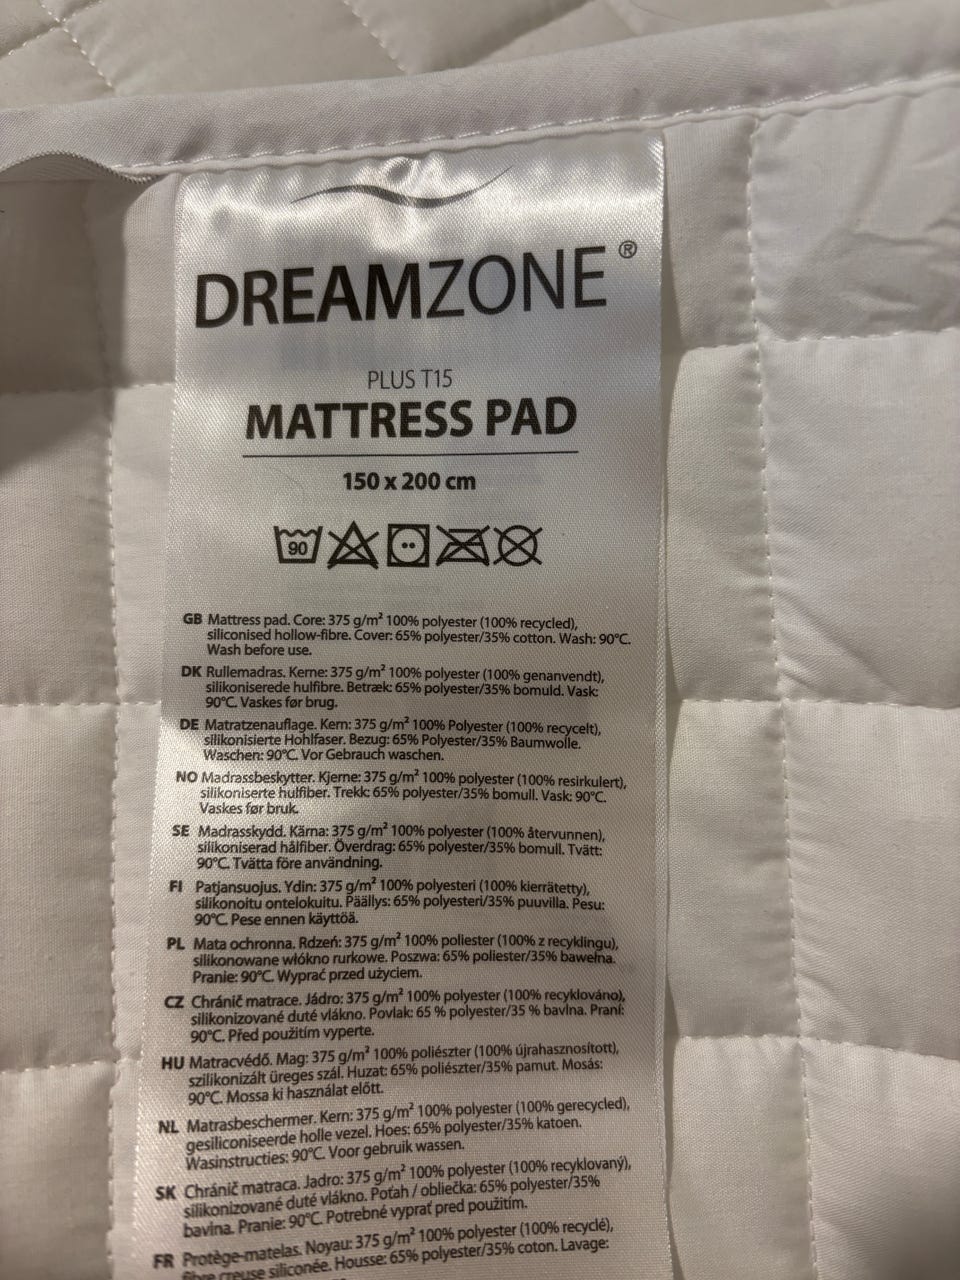 DREAMZONE®
PLUS T15
MATTRESS PAD
150 x 200 cm
90
GB Mattress pad. Core: 375 g/m² 100% polyester (100% recycled),
siliconised hollow-fibre. Cover: 65% polyester/35% cotton. Wash: 90°C.
Wash before use.
DK Rullemadras. Kerne: 375 g/m² 100% polyester (100% genanvendt),
silikoniserede hulfibre. Betræk: 65% polyester/35% bomuld. Vask:
90°C. Vaskes før brug.
DE Matratzenauflage. Kern: 375 g/m² 100% Polyester (100% recycelt),
silikonisierte Hohlfaser. Bezug: 65% Polyester/35% Baumwolle.
Waschen: 90°C. Vor Gebrauch waschen.
NO Madrassbeskytter. Kjerne: 375 g/m² 100% polyester (100% resirkulert),
silikoniserte hulfiber. Trekk: 65% polyester/35% bomull. Vask: 90°C.
Vaskes før bruk.
SE Madrasskydd. Kärna: 375 g/m² 100% polyester (100% återvunnen),
silikoniserad hålfiber. Överdrag: 65% polyester/35% bomull. Tvätt:
90°C. Tvätta före användning.
FI Patjansuojus. Ydin: 375 g/m² 100% polyesteri (100% kierrätetty),
silikonoitu ontelokuitu. Päällys: 65% polyesteri/35% puuvilla. Pesu:
90°C. Pese ennen käyttöä.
PL Mata ochronna. Rdzeń: 375 g/m² 100% poliester (100% z recyklingu),
silikonowane włókno rurkowe. Poszwa: 65% poliester/35% bawełna.
Pranie: 90°C. Wyprać przed użyciem.
CZ Chránič matrace. Jádro: 375 g/m² 100% polyester (100% recyklováno),
silikonizované duté vlákno. Povlak: 65 % polyester/35 % bavlna. Praní:
90°C. Před použitím vyperte.
HU Matracvédő. Mag: 375 g/m² 100% poliészter (100% újrahasznosított),
szilikonizált üreges szál. Huzat: 65% poliészter/35% pamut. Mosás:
90°C. Mossa ki használat előtt.
NL Matrasbeschermer. Kern: 375 g/m² 100% polyester (100% gerecycled),
gesiliconiseerde holle vezel. Hoes: 65% polyester/35% katoen.
Wasinstructies: 90°C. Voor gebruik wassen.
SK Chránič matraca. Jadro: 375 g/m² 100% polyester (100% recyklovaný),
silikonizované duté vlákno. Poťah / obliečka: 65% polyester/35%
bavlna. Pranie: 90°C. Potrebné vyprať pred použitím.
FR Protège-matelas. Noyau: 375 g/m² 100% polyester (100% recyclé),
fibre creuse siliconée. Housse: 65% polyester/35% coton. Lavage: